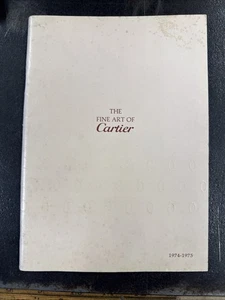 THE
FINE ART OF
Cartier
1974-1975